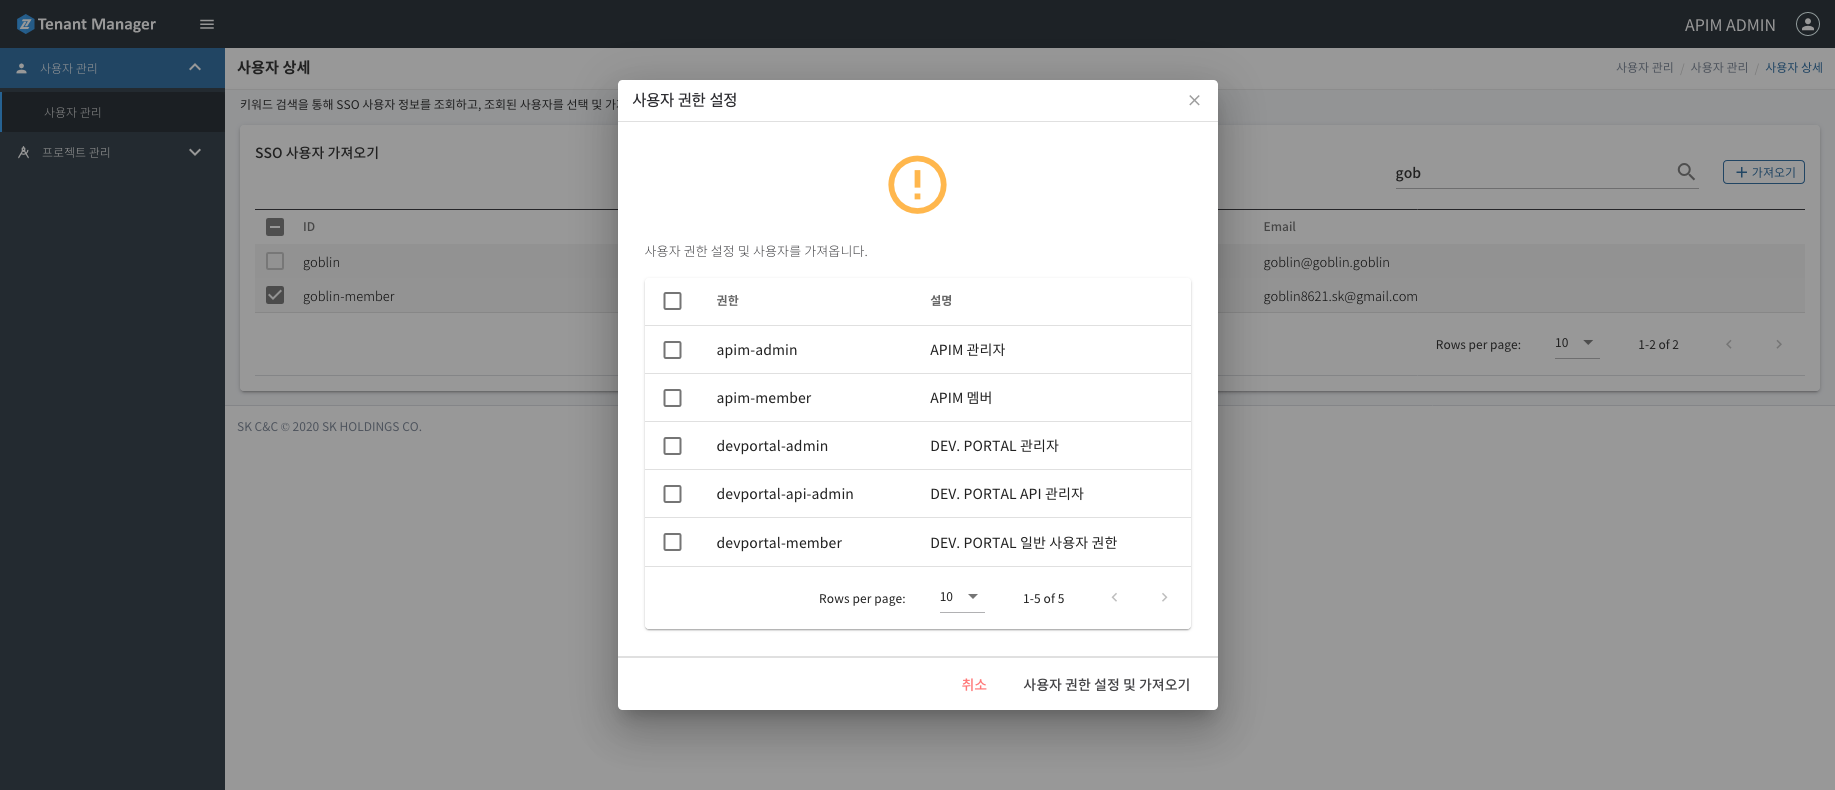 Tenant Manager
APIM ADMIN
사용자 관리
사용자 관리
프로젝트 관리
사용자 상세
사용자 관리 / 사용자 관리 / 사용자 상세
키워드 검색을 통해 SSO 사용자 정보를 조회하고, 조회된 사용자를 선택 및 가
SSO 사용자 가져오기
gob
+ 가져오기
ID
Email
goblin
goblin@goblin.goblin
goblin-member
goblin8621.sk@gmail.com
Rows per page: 10 1-2 of 2
SK C&C © 2020 SK HOLDINGS CO.
사용자 권한 설정
사용자 권한 설정 및 사용자를 가져옵니다.
권한 설명
apim-admin APIM 관리자
apim-member APIM 멤버
devportal-admin DEV. PORTAL 관리자
devportal-api-admin DEV. PORTAL API 관리자
devportal-member DEV. PORTAL 일반 사용자 권한
Rows per page: 10 1-5 of 5
취소 사용자 권한 설정 및 가져오기